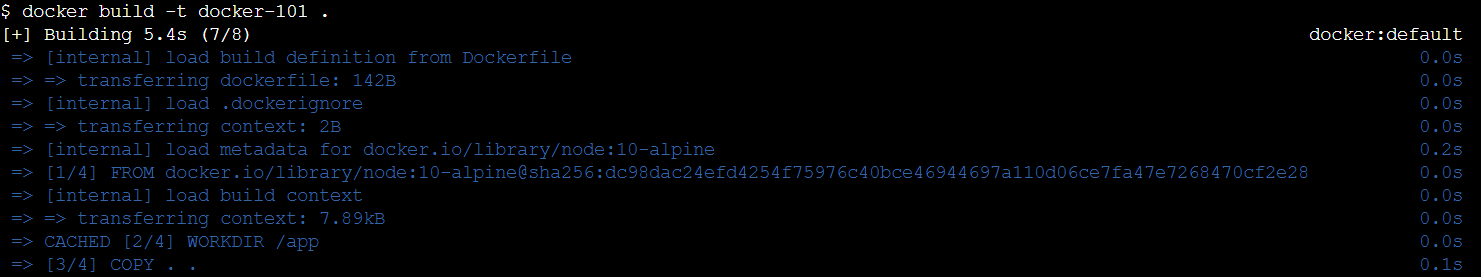 $ docker build -t docker-101 .
[+] Building 5.4s (7/8) docker:default
=> [internal] load build definition from Dockerfile 0.0s
=> => transferring dockerfile: 142B 0.0s
=> [internal] load .dockerignore 0.0s
=> => transferring context: 2B 0.0s
=> [internal] load metadata for docker.io/library/node:10-alpine 0.2s
=> [1/4] FROM docker.io/library/node:10-alpine@sha256:dc98dac24efd4254f75976c40bce46944697a110d06ce7fa47e7268470cf2e28 0.0s
=> [internal] load build context 0.0s
=> => transferring context: 7.89kB 0.0s
=> CACHED [2/4] WORKDIR /app 0.0s
=> [3/4] COPY . . 0.1s